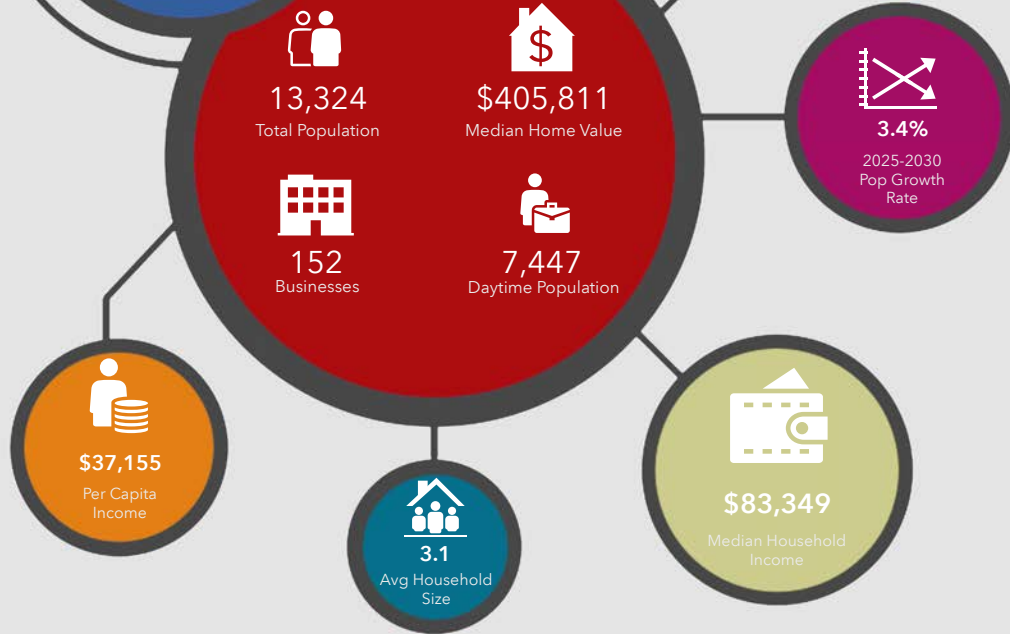 13,324
Total Population
$405,811
Median Home Value
152
Businesses
7,447
Daytime Population
3.4%
2025-2030
Pop Growth
Rate
$37,155
Per Capita
Income
3.1
Avg Household
Size
$83,349
Median Household
Income